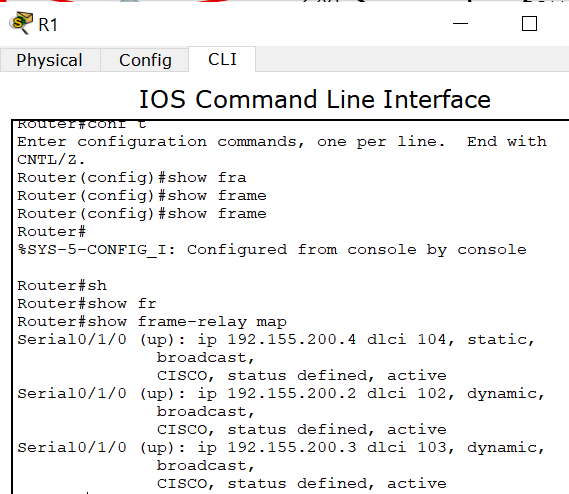 R1
Physical Config CLI
IOS Command Line Interface
Router#conf t
Enter configuration commands, one per line.  End with
CNTL/Z.
Router(config)#show fra
Router(config)#show frame
Router(config)#show frame
Router#
%SYS-5-CONFIG_I: Configured from console by console
Router#sh
Router#show fr
Router#show frame-relay map
Serial0/1/0 (up): ip 192.155.200.4 dlci 104, static,
broadcast,
CISCO, status defined, active
Serial0/1/0 (up): ip 192.155.200.2 dlci 102, dynamic,
broadcast,
CISCO, status defined, active
Serial0/1/0 (up): ip 192.155.200.3 dlci 103, dynamic,
broadcast,
CISCO, status defined, active